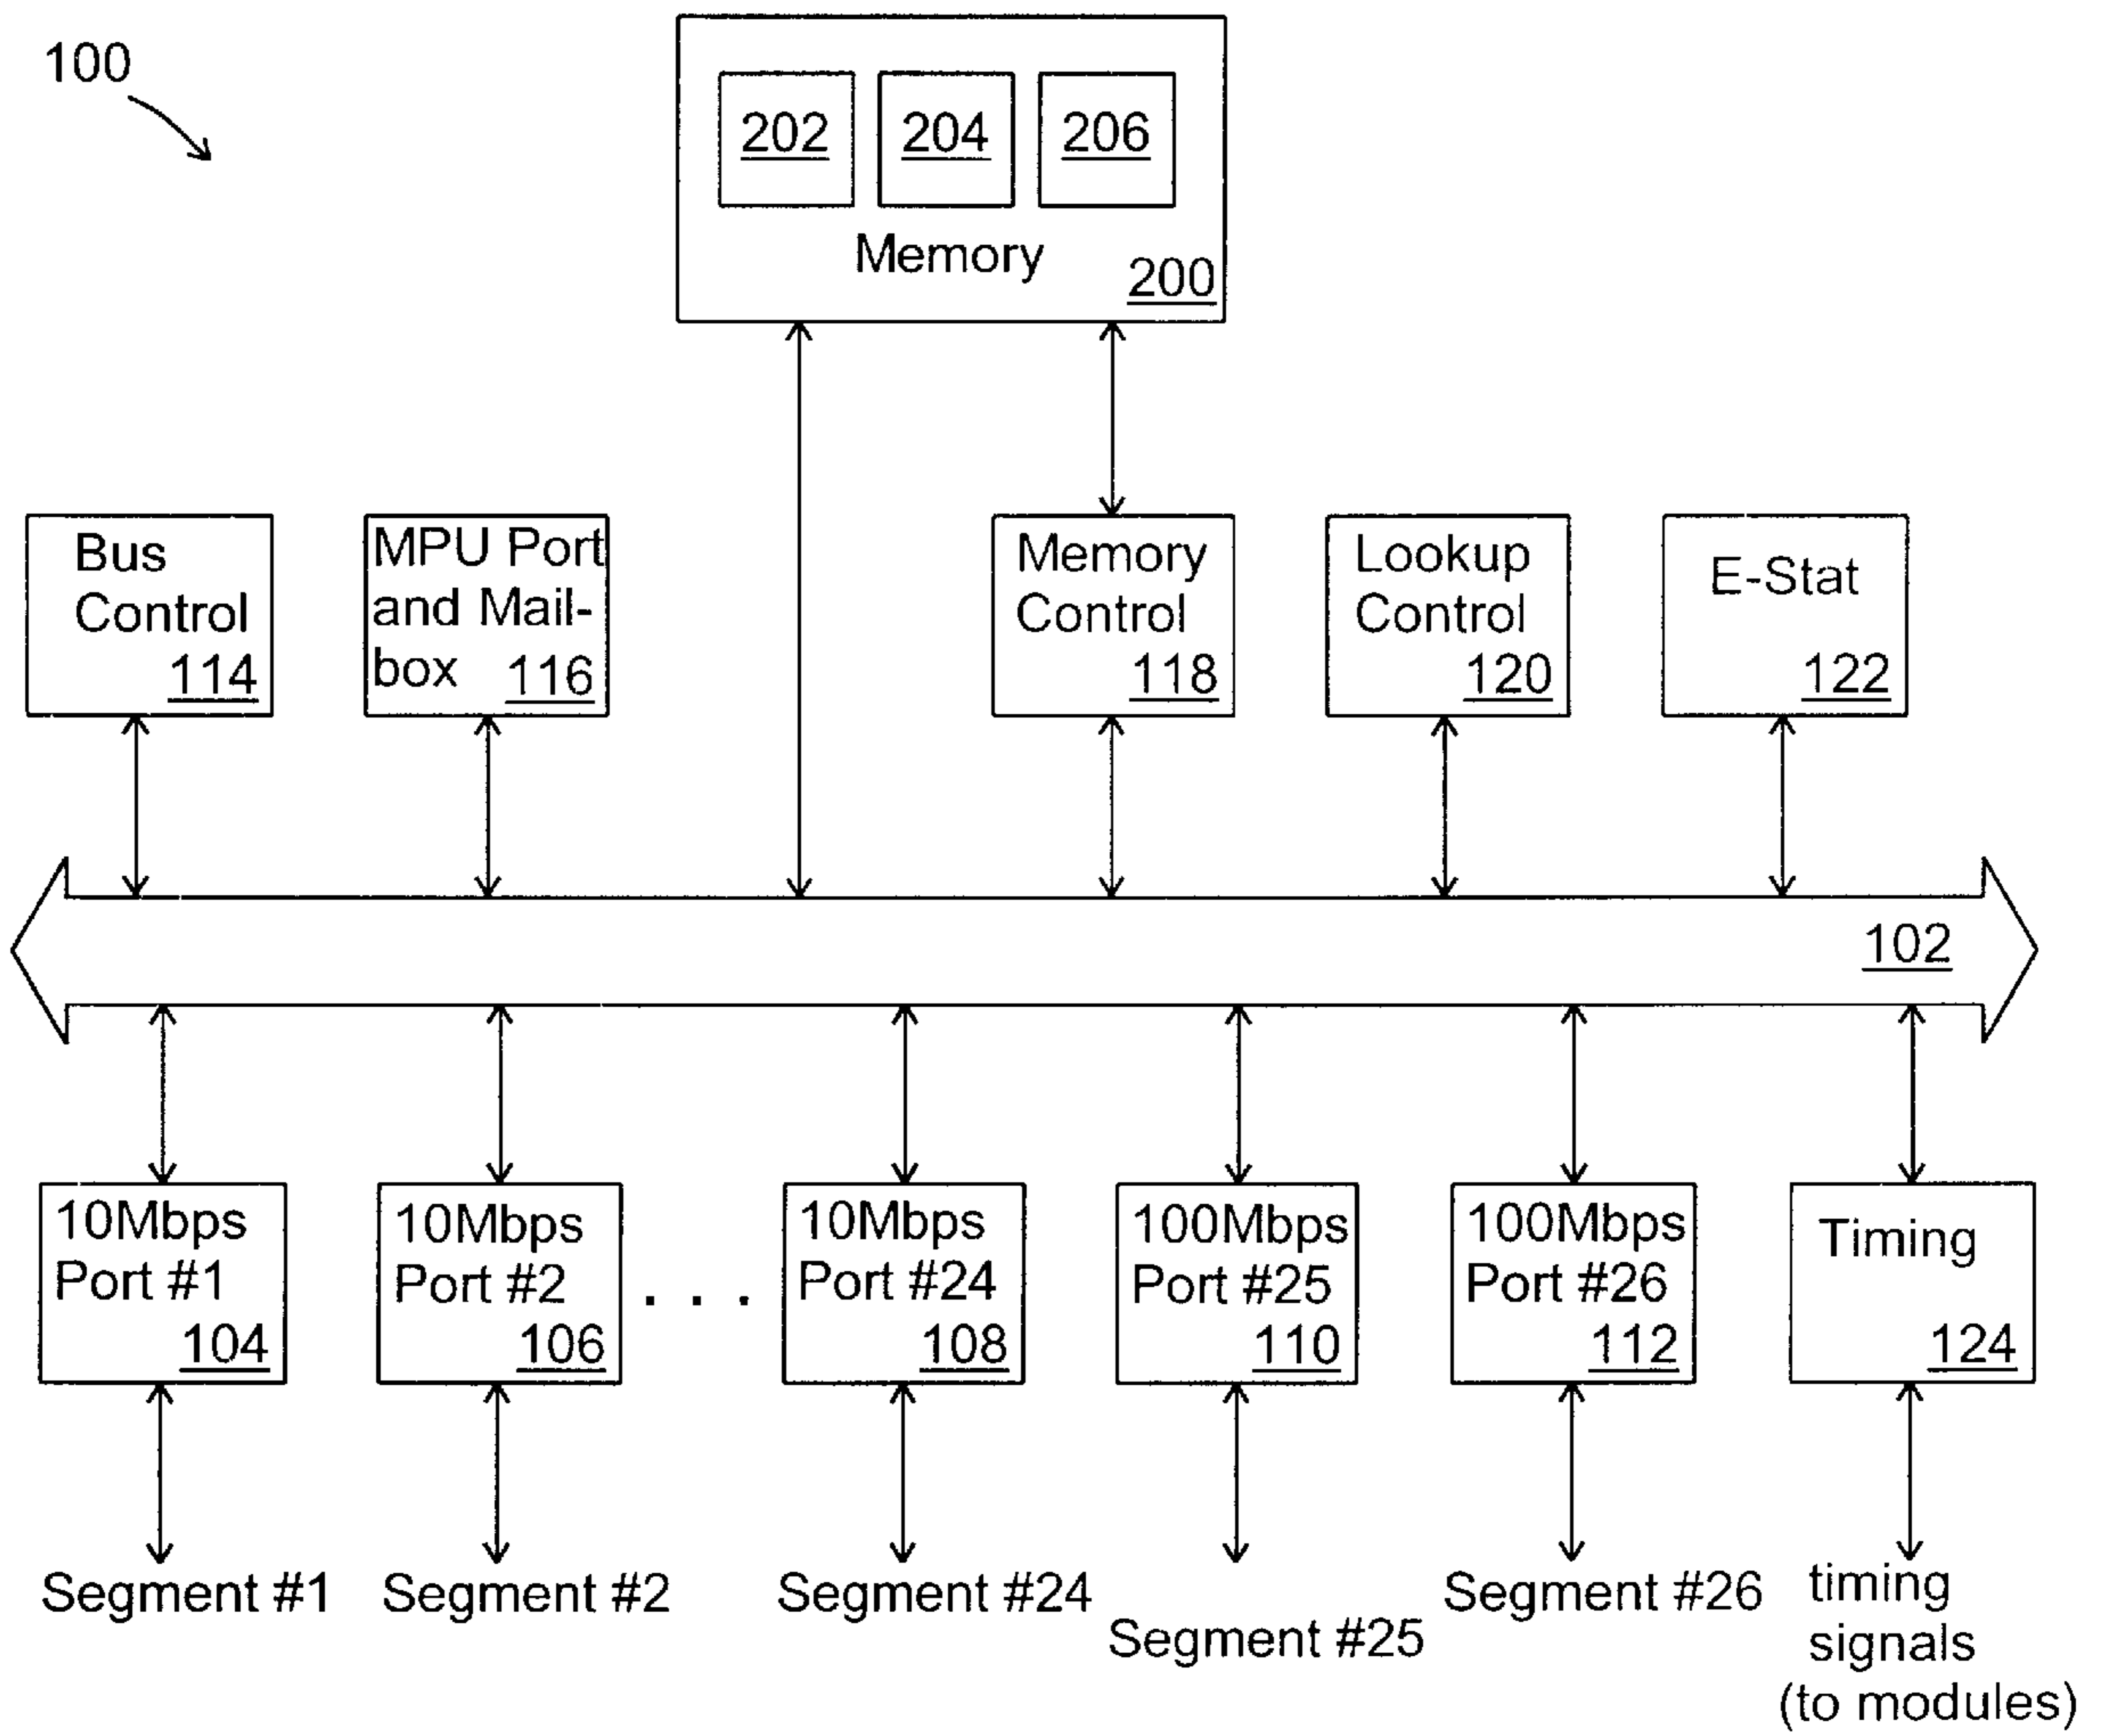 100
202 204 206
Memory
200
Bus
Control
114
MPU Port
and Mail-
box 116
Memory
Control
118
Lookup
Control
120
E-Stat
122
102
10Mbps
Port #1
104
10Mbps
Port #2
106
. . .
10Mbps
Port #24
108
100Mbps
Port #25
110
100Mbps
Port #26
112
Timing
124
Segment #1
Segment #2
Segment #24
Segment #25
Segment #26
timing
signals
(to modules)